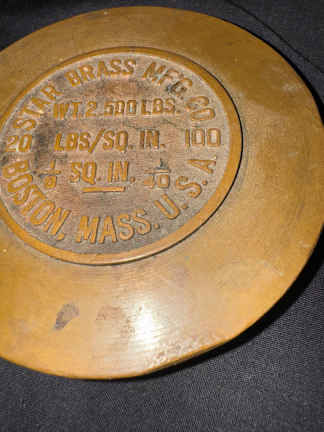 STAR BRASS MFG. CO.
WT. 2.500 LBS.
20 LBS/SQ. IN. 100
1/8 SQ. IN. 1/40
BOSTON, MASS. U.S.A